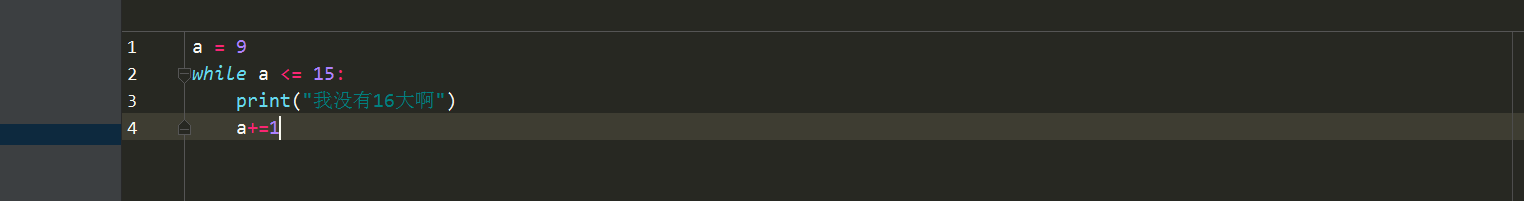 1 a = 9
2 while a <= 15:
3 print("我没有16大啊")
4 a+=1